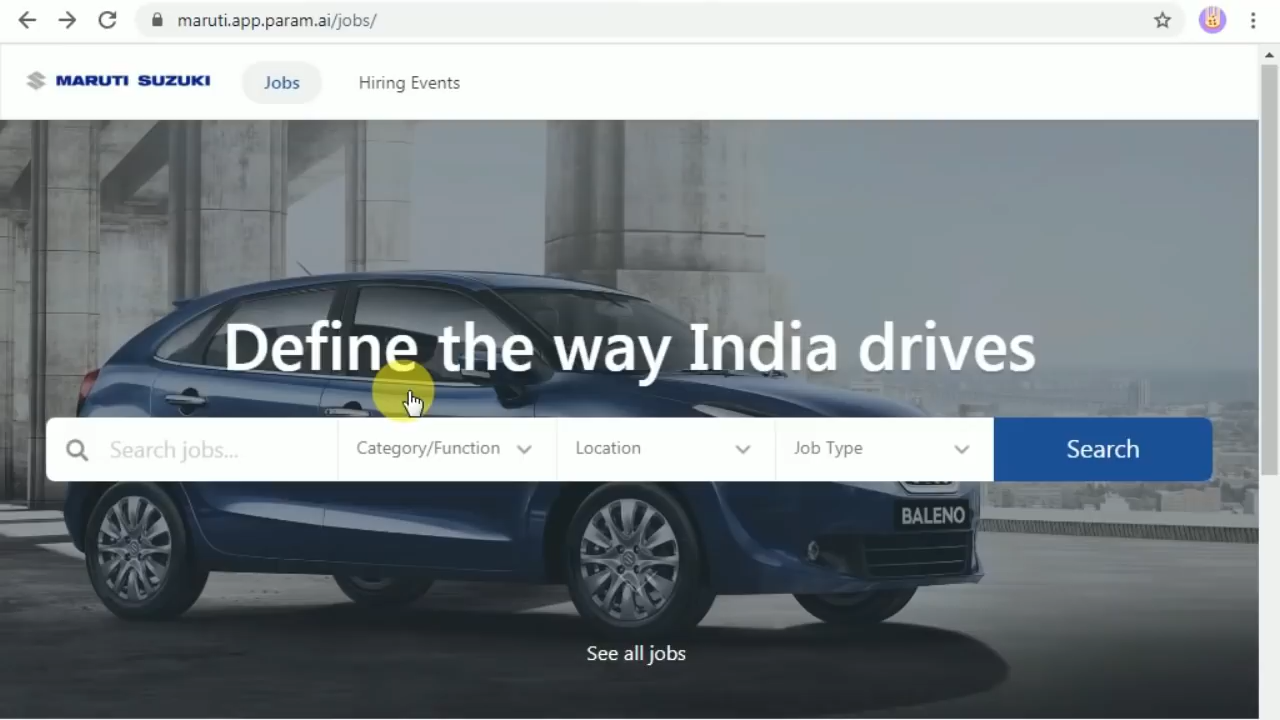 maruti.app.param.ai/jobs/
MARUTI SUZUKI
Jobs
Hiring Events
Define the way India drives
Search jobs...
Category/Function
Location
Job Type
Search
BALENO
See all jobs